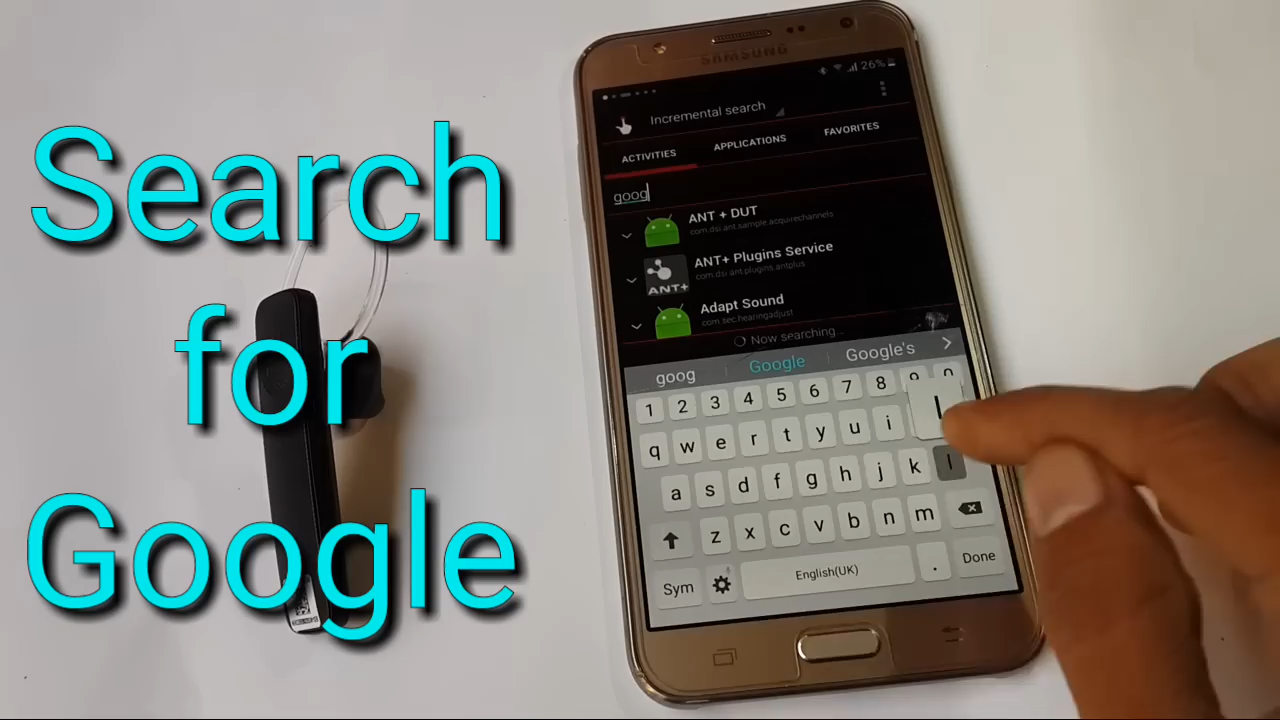 Search
for
Google
SAMSUNG
26%
Incremental search
ACTIVITIES APPLICATIONS FAVORITES
goog
ANT + DUT
com.dsi.ant.sample.acquirechannels
ANT+
ANT+ Plugins Service
com.dsi.ant.plugins.antplus
Adapt Sound
com.sec.hearingadjust
Now searching...
goog Google Google's
1 2 3 4 5 6 7 8 9 0
q w e r t y u i
l
a s d f g h j k l
z x c v b n m
Sym English(UK) . Done